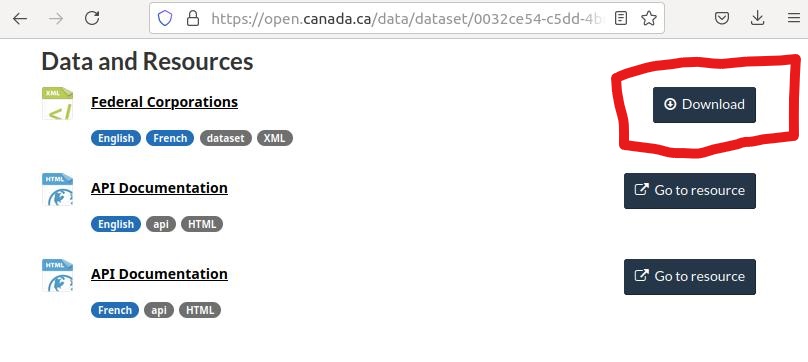 https://open.canada.ca/data/dataset/0032ce54-c5dd-4b
Data and Resources
XML
Federal Corporations
Download
English French dataset XML
HTML
API Documentation
Go to resource
English api HTML
HTML
API Documentation
Go to resource
French api HTML